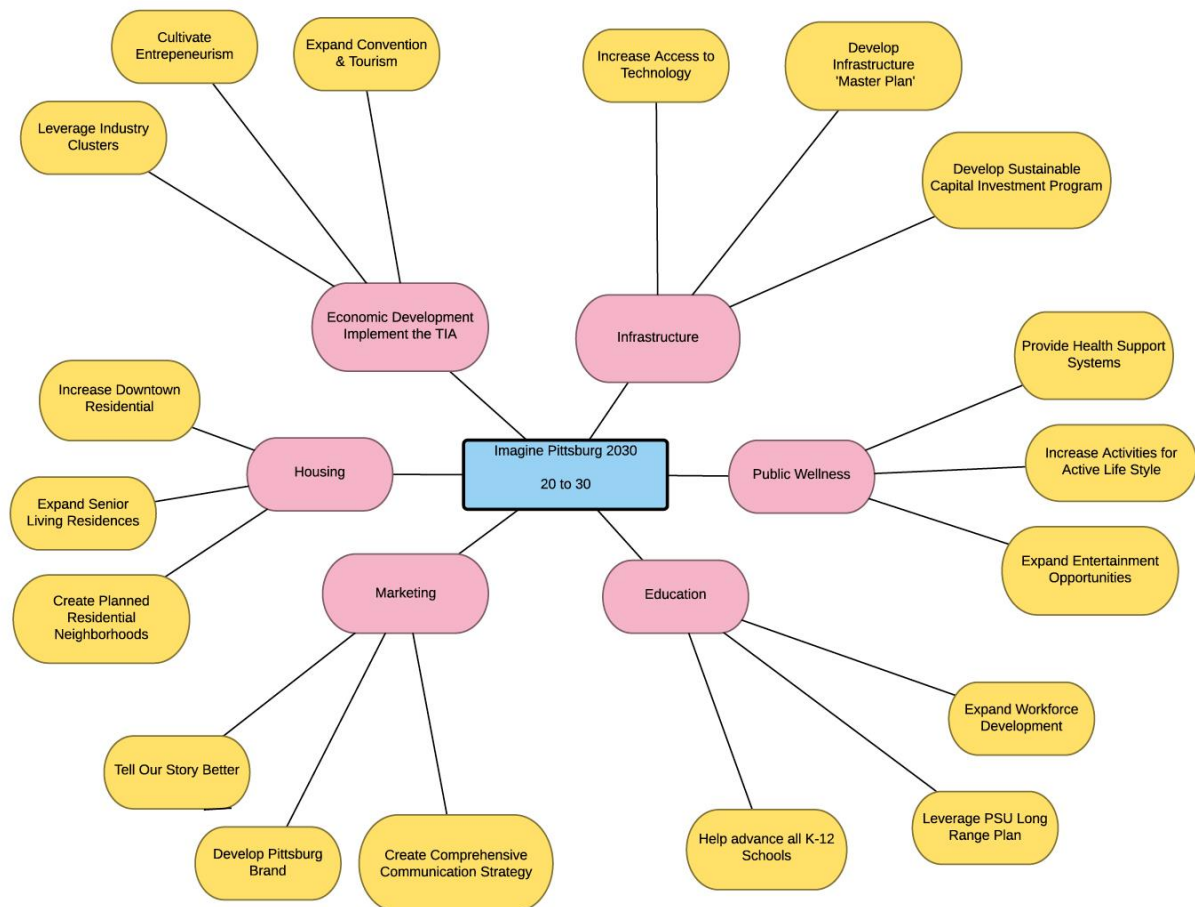 Cultivate
Entrepeneurism
Expand Convention
& Tourism
Leverage Industry
Clusters
Economic Development
Implement the TIA
Increase Access to
Technology
Develop
Infrastructure
'Master Plan'
Develop Sustainable
Capital Investment Program
Infrastructure
Imagine Pittsburg 2030
20 to 30
Increase Downtown
Residential
Housing
Expand Senior
Living Residences
Create Planned
Residential
Neighborhoods
Provide Health Support
Systems
Public Wellness
Increase Activities for
Active Life Style
Expand Entertainment
Opportunities
Marketing
Tell Our Story Better
Develop Pittsburg
Brand
Create Comprehensive
Communication Strategy
Education
Expand Workforce
Development
Leverage PSU Long
Range Plan
Help advance all K-12
Schools